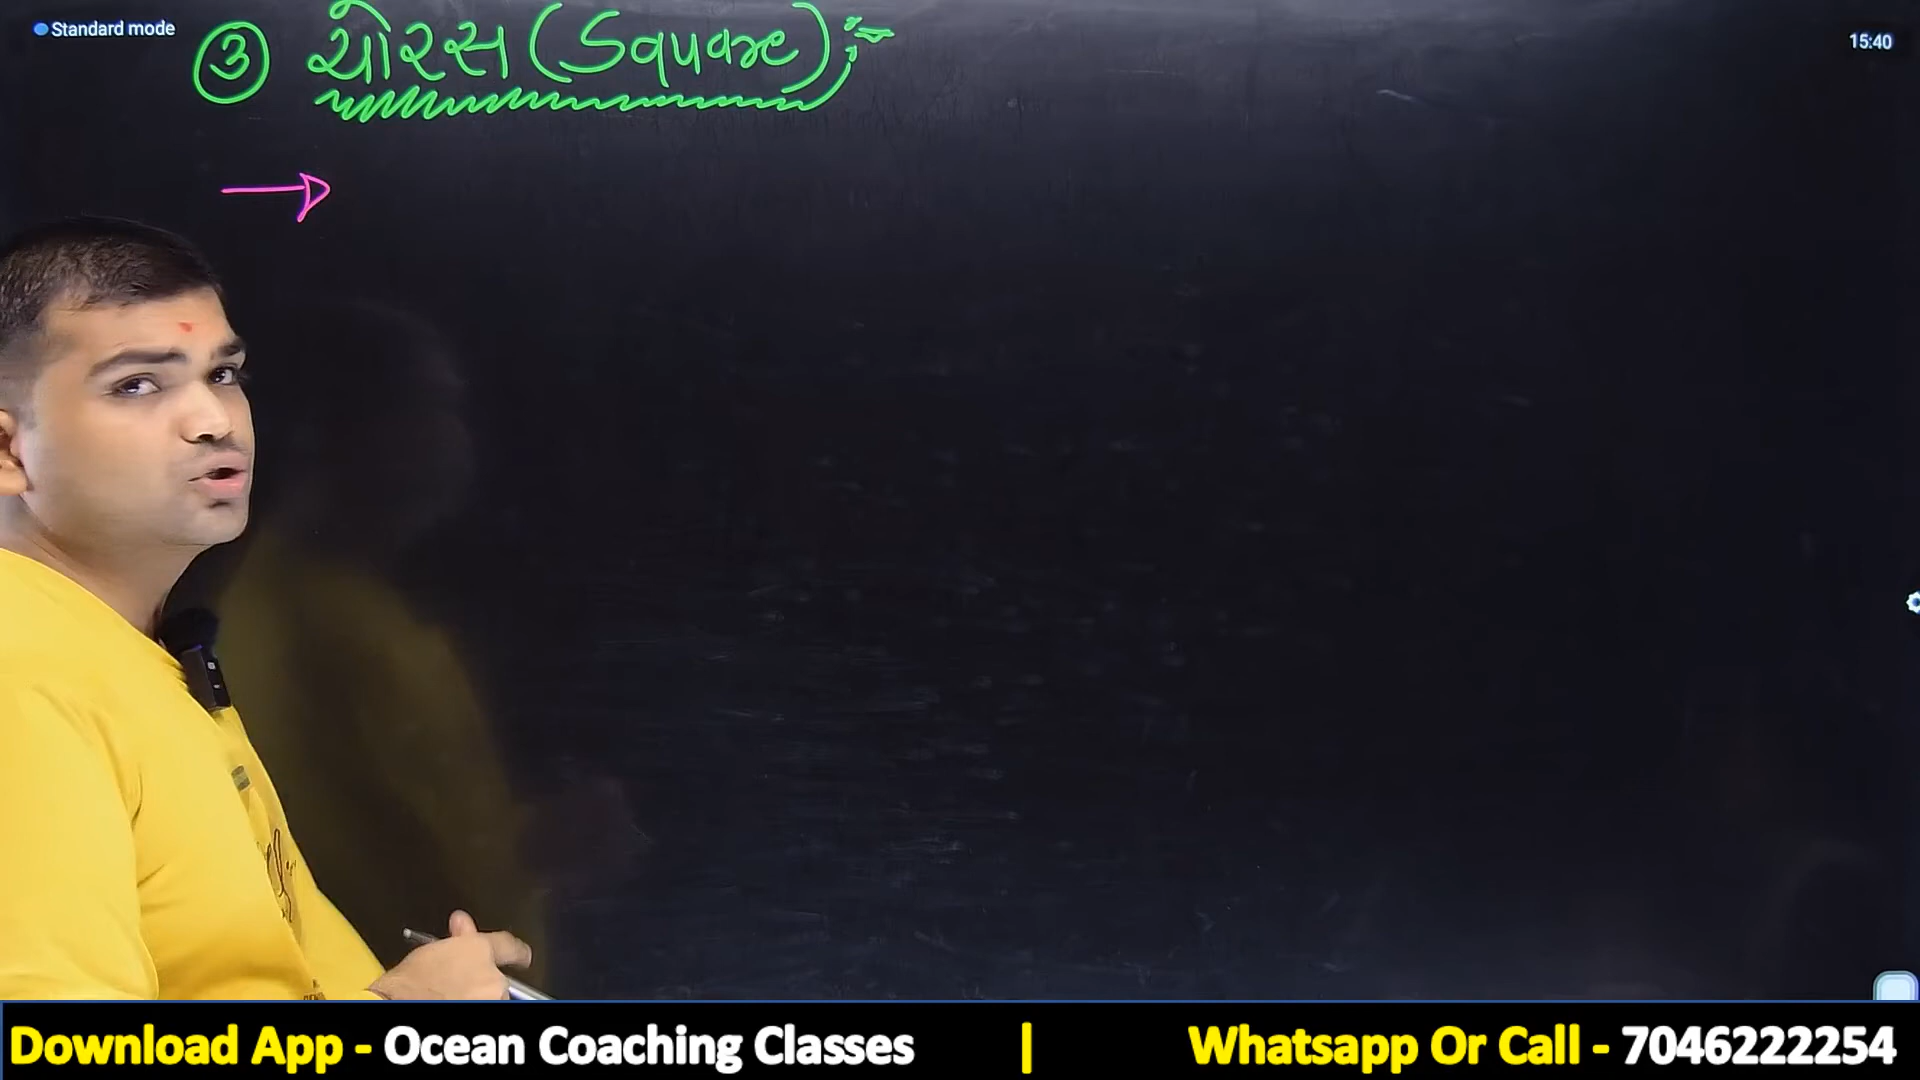 Standard mode
15:40
③ ચોરસ (Square) :-
→
Download App - Ocean Coaching Classes | Whatsapp Or Call - 7046222254